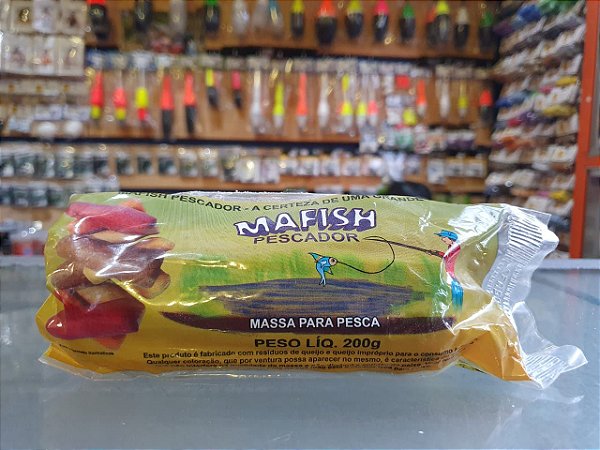 MAFISH PESCADOR - A CERTEZA DE UMA GRANDE
MAFISH
PESCADOR
MASSA PARA PESCA
PESO LÍQ. 200g
Este produto é fabricado com resíduos de queijo e queijo impróprio para o consumo
Qualquer coloração, que por ventura possa aparecer no mesmo, é característica